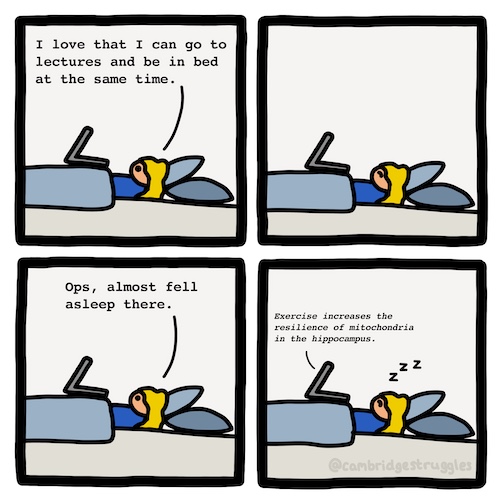 I love that I can go to
lectures and be in bed
at the same time.
Ops, almost fell
asleep there.
Exercise increases the
resilience of mitochondria
in the hippocampus.
z z z
@cambridgestruggles